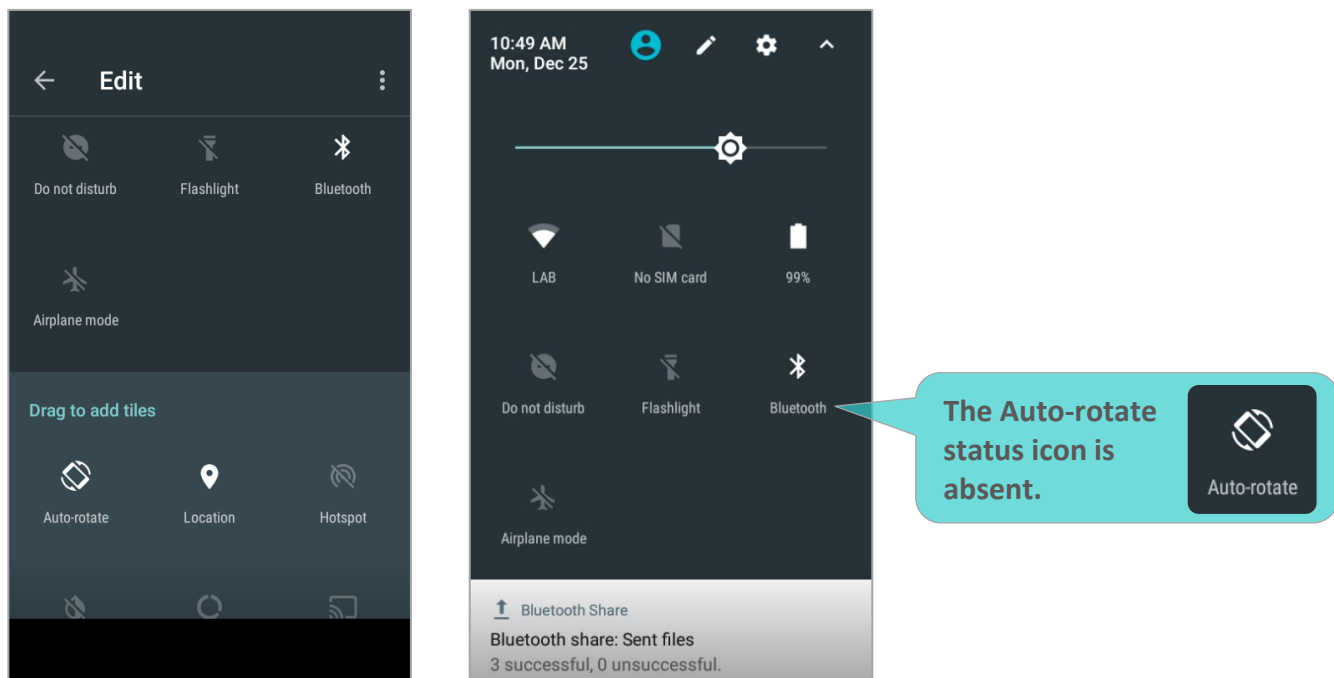 Edit
Do not disturb Flashlight Bluetooth
Airplane mode
Drag to add tiles
Auto-rotate Location Hotspot
10:49 AM
Mon, Dec 25
LAB No SIM card 99%
Do not disturb Flashlight Bluetooth
Airplane mode
Bluetooth Share
Bluetooth share: Sent files
3 successful, 0 unsuccessful.
The Auto-rotate
status icon is
absent.
Auto-rotate